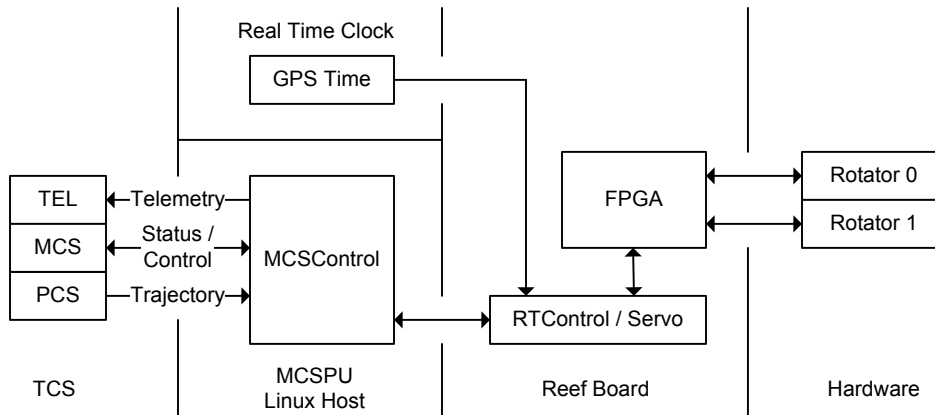 Real Time Clock
GPS Time
TEL
Telemetry
MCS
Status /
Control
PCS
Trajectory
MCSControl
FPGA
Rotator 0
Rotator 1
RTControl / Servo
TCS
MCSPU
Linux Host
Reef Board
Hardware